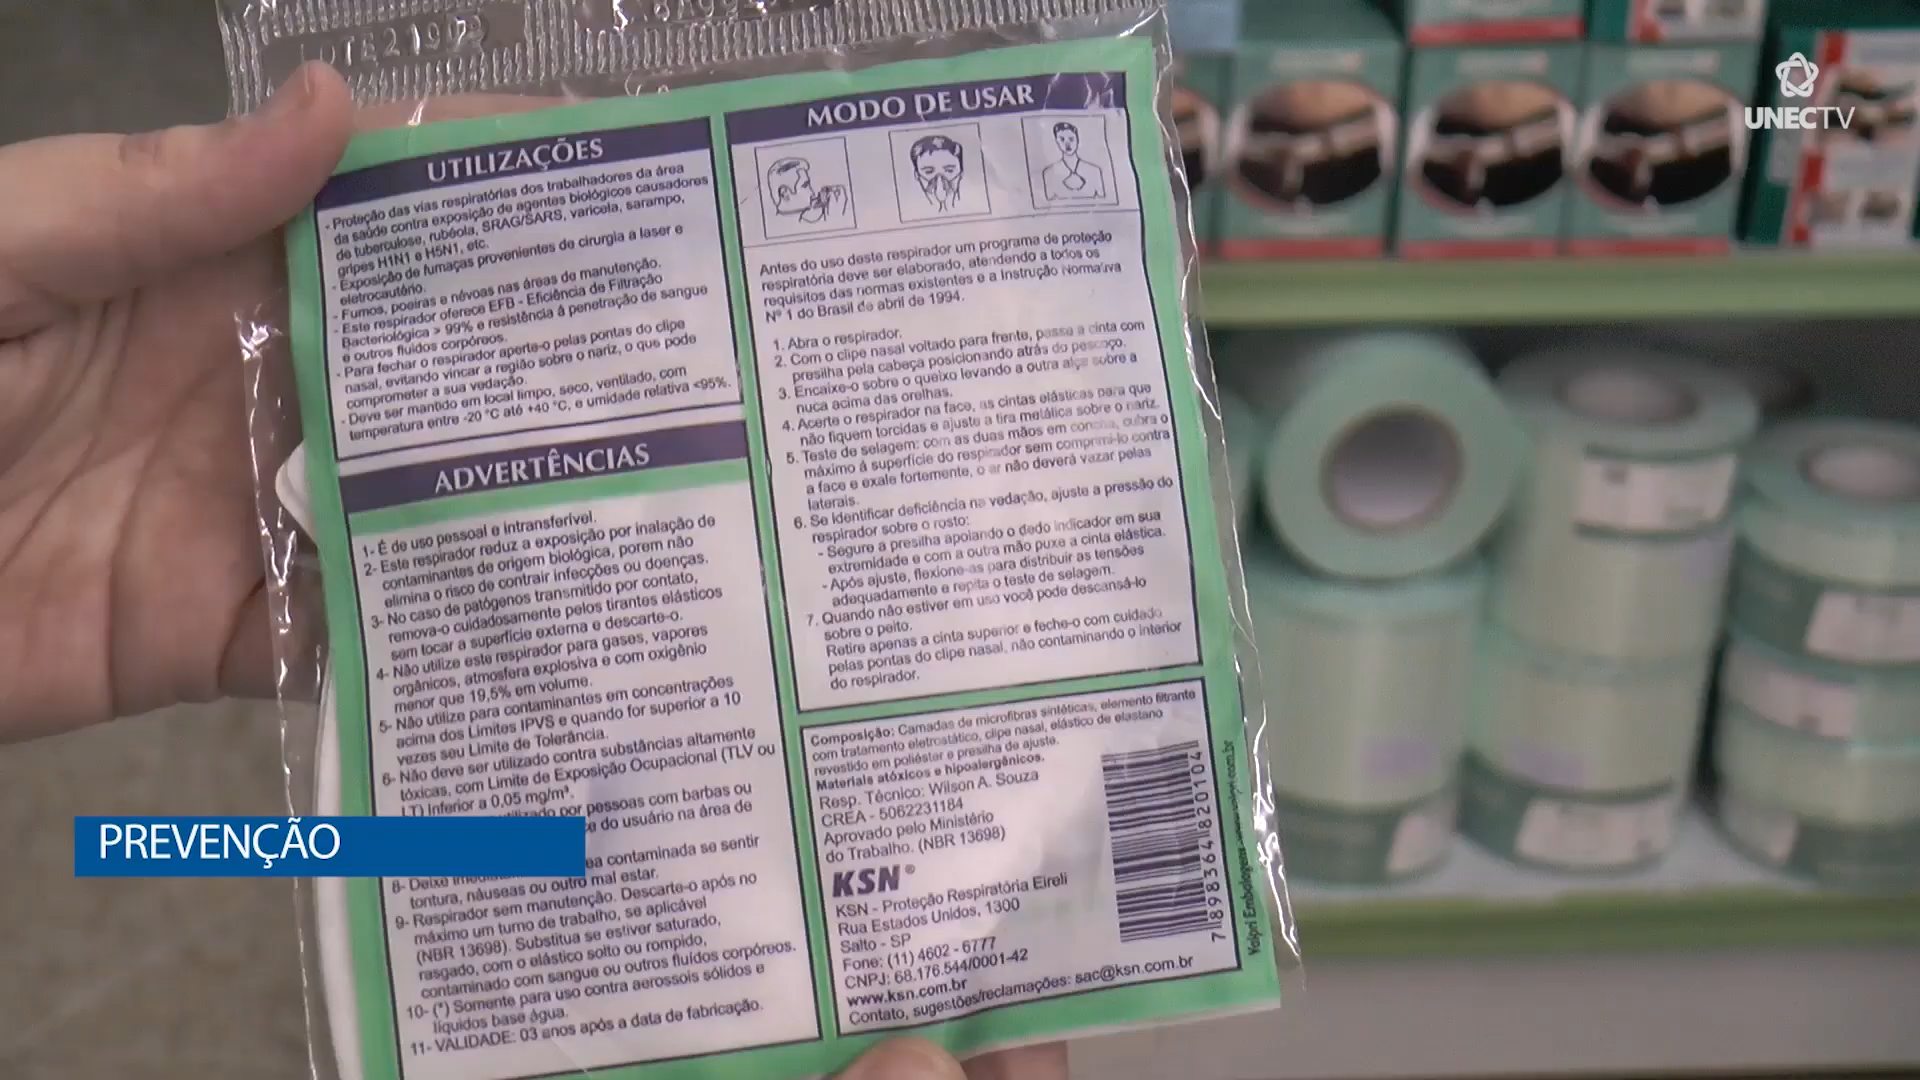 LOTE21902
UNECTV
UTILIZAÇÕES
- Proteção das vias respiratórias dos trabalhadores da área
da saúde contra exposição de agentes biológicos causadores
de tuberculose, rubéola, SRAG/SARS, varicela, sarampo,
gripes H1N1 e H5N1, etc.
- Exposição de fumaças provenientes de cirurgia a laser e
eletrocautério.
- Fumos, poeiras e névoas nas áreas de manutenção.
- Este respirador oferece EFB - Eficiência de Filtração
Bacteriológica > 99% e resistência à penetração de sangue
e outros fluídos corpóreos.
- Para fechar o respirador aperte-o pelas pontas do clipe
nasal, evitando vincar a região sobre o nariz, o que pode
comprometer a sua vedação.
- Deve ser mantido em local limpo, seco, ventilado, com
temperatura entre -20 °C até +40 °C, e umidade relativa <95%.
ADVERTÊNCIAS
1- É de uso pessoal e intransferível.
2- Este respirador reduz a exposição por inalação de
contaminantes de origem biológica, porem não
elimina o risco de contrair infecções ou doenças.
3- No caso de patógenos transmitido por contato,
remova-o cuidadosamente pelos tirantes elásticos
sem tocar a superfície externa e descarte-o.
4- Não utilize este respirador para gases, vapores
orgânicos, atmosfera explosiva e com oxigênio
menor que 19,5% em volume.
5- Não utilize para contaminantes em concentrações
acima dos Limites IPVS e quando for superior a 10
vezes seu Limite de Tolerância.
6- Não deve ser utilizado contra substâncias altamente
tóxicas, com Limite de Exposição Ocupacional (TLV ou
LT) Inferior a 0,05 mg/m³.
por pessoas com barbas ou
do usuário na área de
contaminada se sentir
8- Deixe
tontura, náuseas ou outro mal estar.
9- Respirador sem manutenção. Descarte-o após no
máximo um turno de trabalho, se aplicável
(NBR 13698). Substitua se estiver saturado,
rasgado, com o elástico solto ou rompido,
contaminado com sangue ou outros fluídos corpóreos.
10- (*) Somente para uso contra aerossóis sólidos e
líquidos base água.
11- VALIDADE: 03 anos após a data de fabricação.
MODO DE USAR
Antes do uso deste respirador um programa de proteção
respiratória deve ser elaborado, atendendo a todos os
requisitos das normas existentes e a Instrução Normativa
Nº 1 do Brasil de abril de 1994.
1. Abra o respirador.
2. Com o clipe nasal voltado para frente, passe a cinta com
presilha pela cabeça posicionando atrás do pescoço.
3. Encaixe-o sobre o queixo levando a outra alça sobre a
nuca acima das orelhas.
4. Acerte o respirador na face, as cintas elásticas para que
não fiquem torcidas e ajuste a tira metálica sobre o nariz.
5. Teste de selagem: com as duas mãos em concha, cubra o
máximo á superfície do respirador sem comprimi-lo contra
a face e exale fortemente, o ar não deverá vazar pelas
laterais.
6. Se identificar deficiência na vedação, ajuste a pressão do
respirador sobre o rosto:
- Segure a presilha apoiando o dedo indicador em sua
extremidade e com a outra mão puxe a cinta elástica.
- Após ajuste, flexione-as para distribuir as tensões
adequadamente e repita o teste de selagem.
7. Quando não estiver em uso você pode descansá-lo
sobre o peito.
Retire apenas a cinta superior e feche-o com cuidado
pelas pontas do clipe nasal, não contaminando o interior
do respirador.
Composição: Camadas de microfibras sintéticas, elemento filtrante
com tratamento eletrostático, clipe nasal, elástico de elastano
revestido em poliéster e presilha de ajuste.
Materiais atóxicos e hipoalergênicos.
Resp. Técnico: Wilson A. Souza
CREA - 5062231184
Aprovado pelo Ministério
do Trabalho. (NBR 13698)
KSN®
KSN - Proteção Respiratória Eireli
Rua Estados Unidos, 1300
Salto - SP
Fone: (11) 4602 - 6777
CNPJ: 68.176.544/0001-42
www.ksn.com.br
Contato, sugestões/reclamações: sac@ksn.com.br
7 898364 820104
PREVENÇÃO